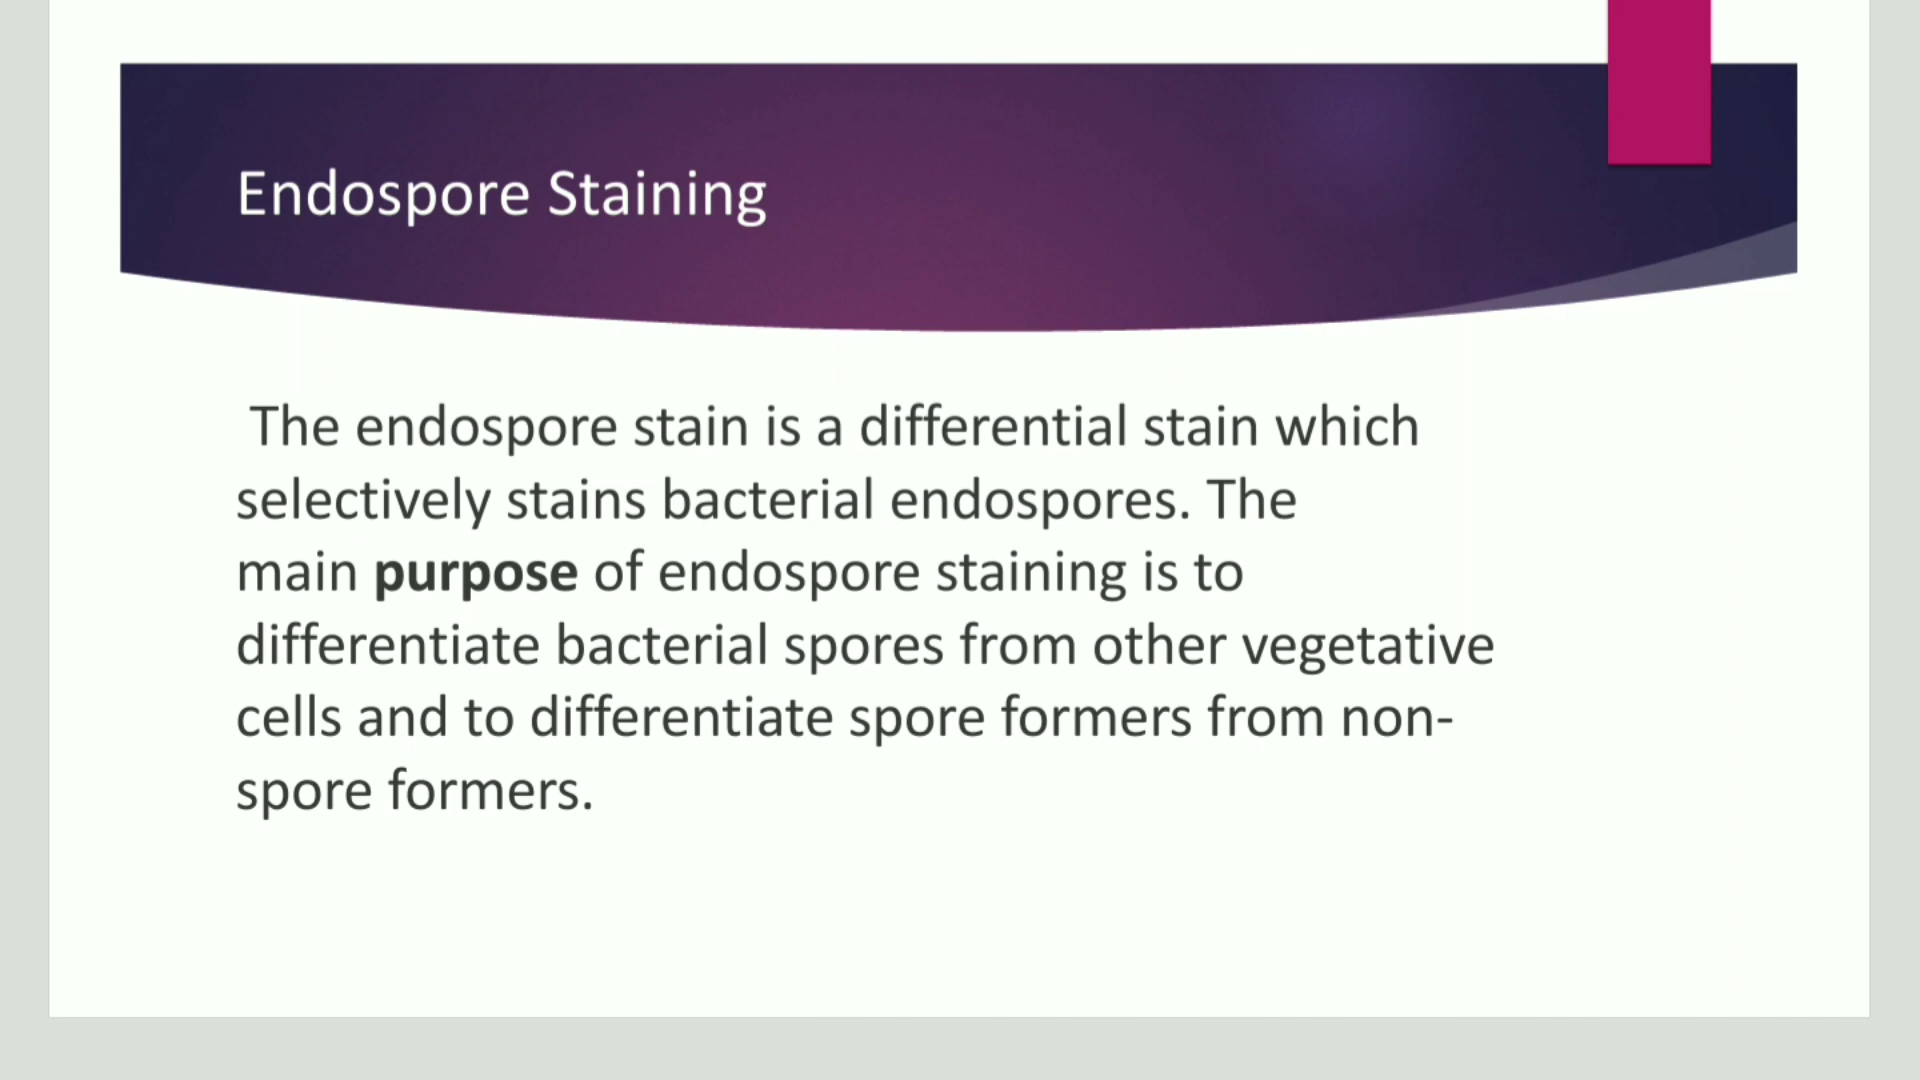 Endospore Staining
The endospore stain is a differential stain which
selectively stains bacterial endospores. The
main purpose of endospore staining is to
differentiate bacterial spores from other vegetative
cells and to differentiate spore formers from non-
spore formers.